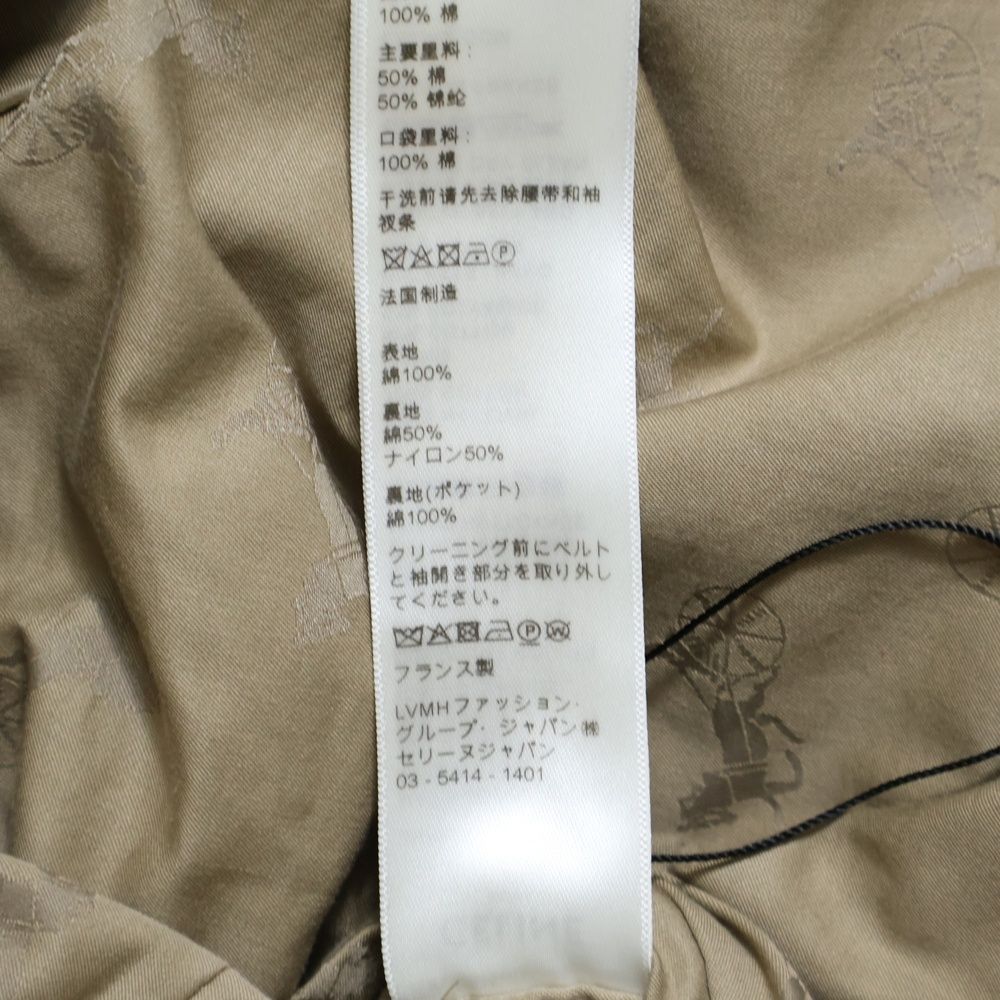 100% 棉
主要里料：
50% 棉
50% 锦纶
口袋里料：
100% 棉
干洗前请先去除腰带和袖
衩条
P
法国制造
表地
綿100%
裏地
綿50%
ナイロン50%
裏地(ポケット)
綿100%
クリーニング前にベルト
と袖開き部分を取り外し
てください。
P W
フランス製
LVMHファッション・
グループ・ジャパン㈱
セリーヌジャパン
03 - 5414 - 1401